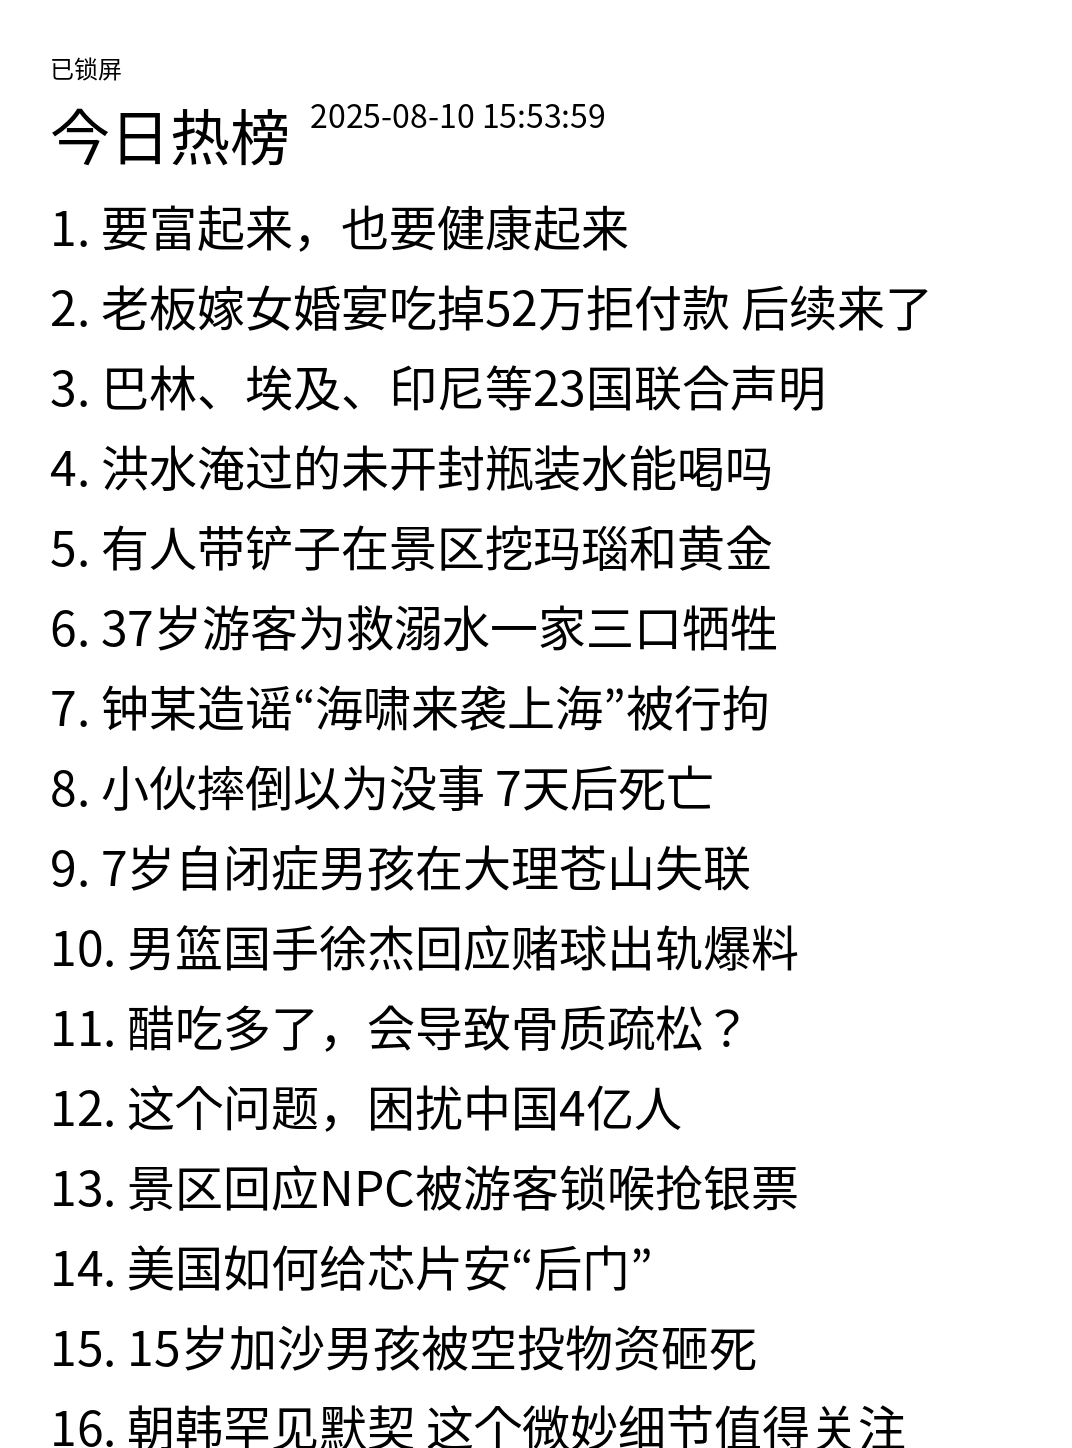 已锁屏
今日热榜 2025-08-10 15:53:59
1. 要富起来，也要健康起来
2. 老板嫁女婚宴吃掉52万拒付款 后续来了
3. 巴林、埃及、印尼等23国联合声明
4. 洪水淹过的未开封瓶装水能喝吗
5. 有人带铲子在景区挖玛瑙和黄金
6. 37岁游客为救溺水一家三口牺牲
7. 钟某造谣“海啸来袭上海”被行拘
8. 小伙摔倒以为没事 7天后死亡
9. 7岁自闭症男孩在大理苍山失联
10. 男篮国手徐杰回应赌球出轨爆料
11. 醋吃多了，会导致骨质疏松？
12. 这个问题，困扰中国4亿人
13. 景区回应NPC被游客锁喉抢银票
14. 美国如何给芯片安“后门”
15. 15岁加沙男孩被空投物资砸死
16. 朝韩罕见默契 这个微妙细节值得关注